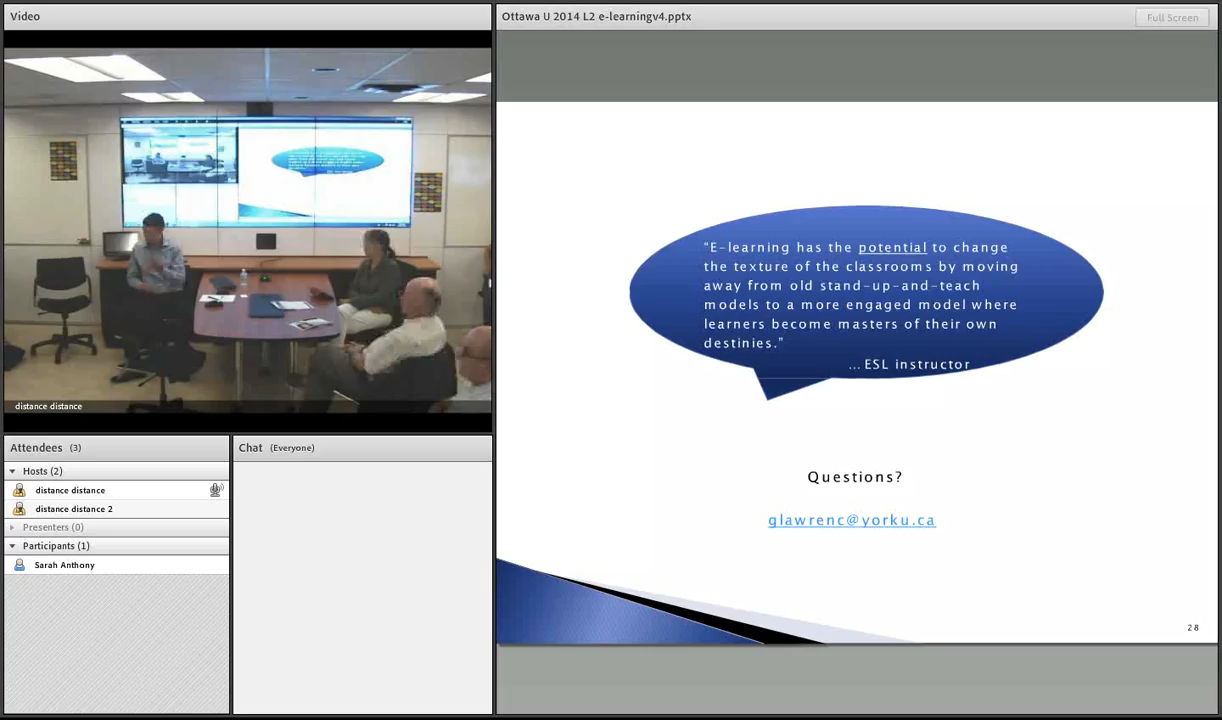 Video
distance distance
Attendees (3)
Hosts (2)
distance distance
distance distance 2
Presenters (0)
Participants (1)
Sarah Anthony
Chat (Everyone)
Ottawa U 2014 L2 e-learningv4.pptx
Full Screen
“E-learning has the potential to change
the texture of the classrooms by moving
away from old stand-up-and-teach
models to a more engaged model where
learners become masters of their own
destinies.”
… ESL instructor
Questions?
glawrenc@yorku.ca
28